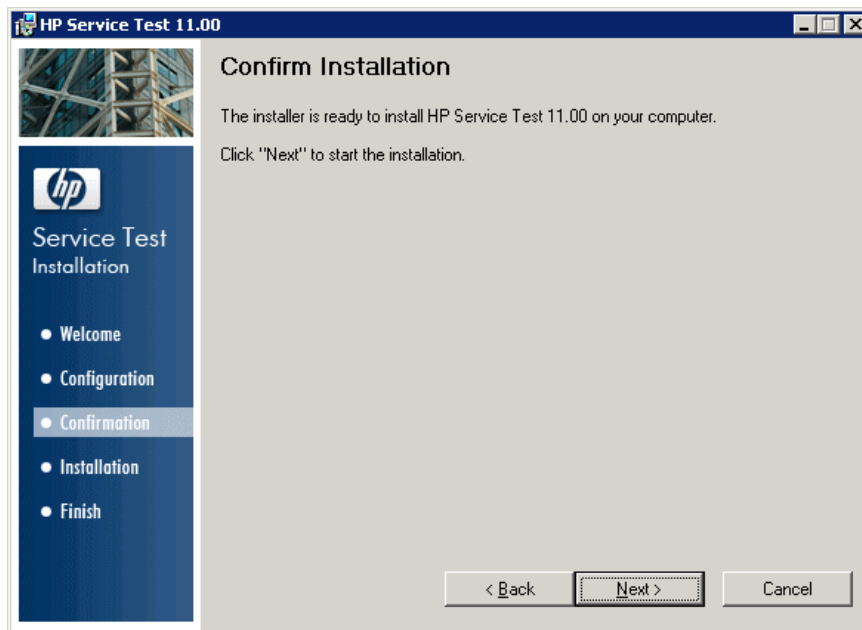 HP Service Test 11.00
Confirm Installation
The installer is ready to install HP Service Test 11.00 on your computer.
Click "Next" to start the installation.
hp
Service Test
Installation
Welcome
Configuration
Confirmation
Installation
Finish
< Back
Next >
Cancel